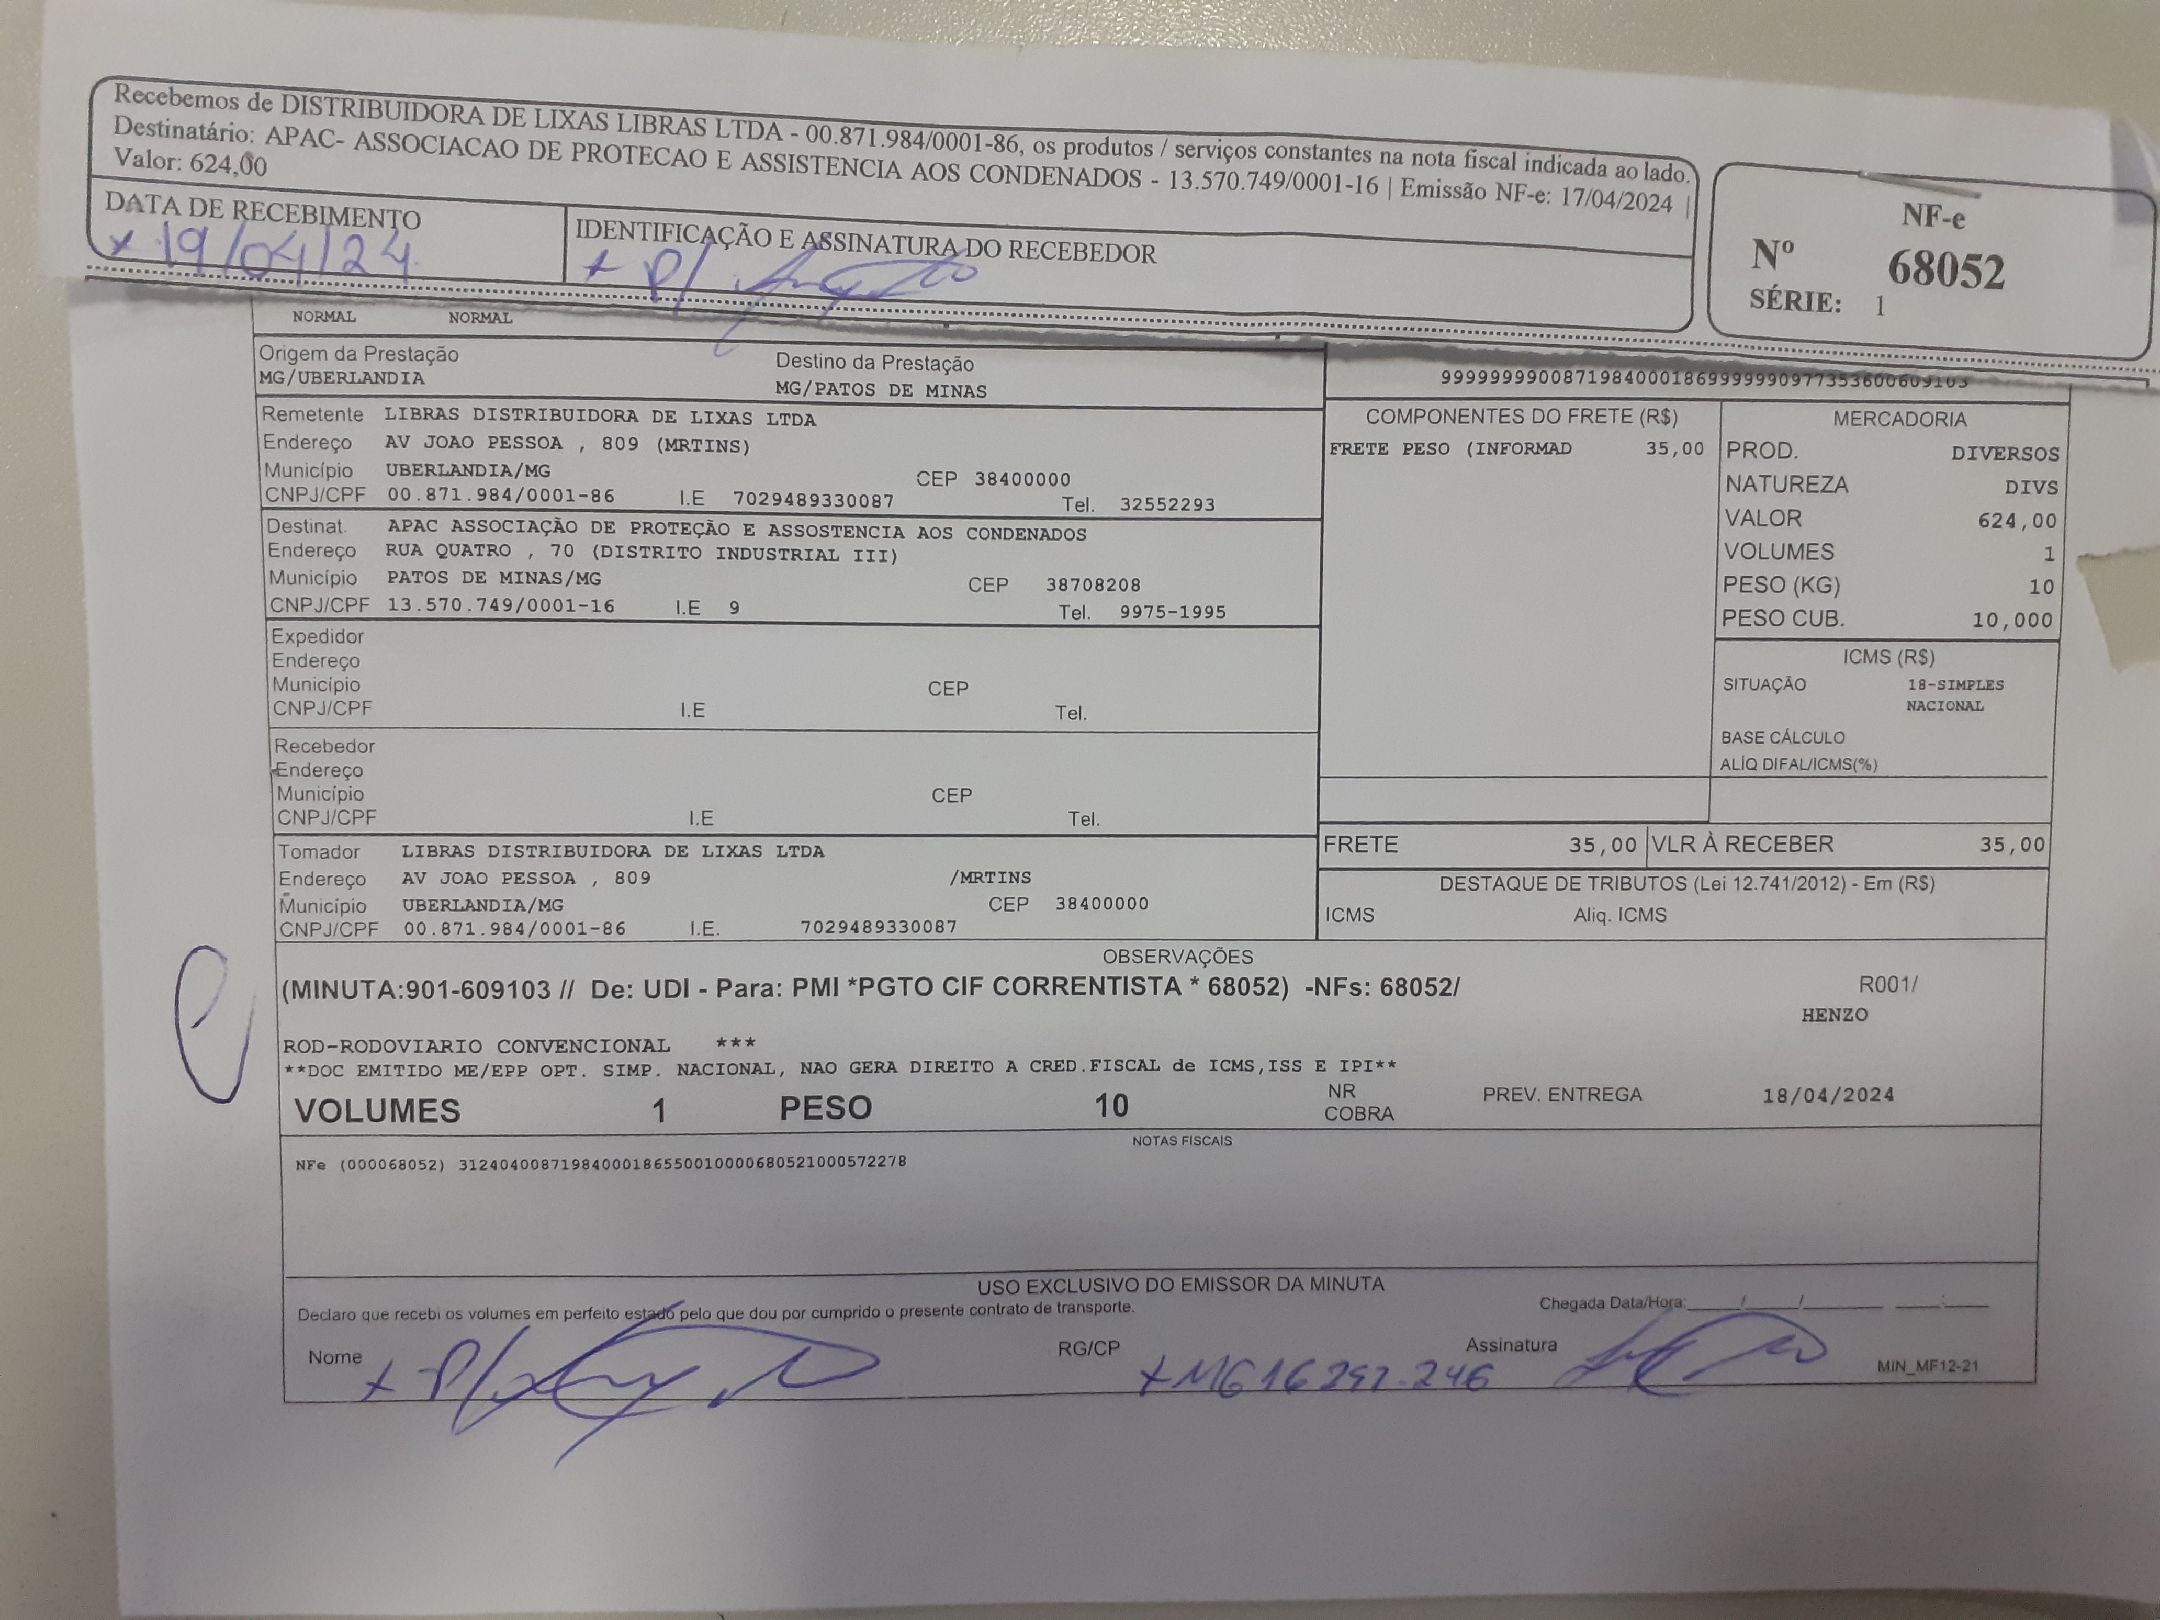 Recebemos de DISTRIBUIDORA DE LIXAS LIBRAS LTDA - 00.871.984/0001-86, os produtos / serviços constantes na nota fiscal indicada ao lado.
Destinatário: APAC- ASSOCIACAO DE PROTECAO E ASSISTENCIA AOS CONDENADOS - 13.570.749/0001-16 | Emissão NF-e: 17/04/2024 |
Valor: 624,00
DATA DE RECEBIMENTO
x 19/04/24
IDENTIFICAÇÃO E ASSINATURA DO RECEBEDOR
x P/
NF-e
Nº 68052
SÉRIE: 1
NORMAL NORMAL
Origem da Prestação Destino da Prestação
MG/UBERLANDIA MG/PATOS DE MINAS
Remetente LIBRAS DISTRIBUIDORA DE LIXAS LTDA
Endereço AV JOAO PESSOA , 809 (MRTINS)
Município UBERLANDIA/MG CEP 38400000
CNPJ/CPF 00.871.984/0001-86 I.E 7029489330087 Tel. 32552293
Destinat. APAC ASSOCIAÇÃO DE PROTEÇÃO E ASSOSTENCIA AOS CONDENADOS
Endereço RUA QUATRO , 70 (DISTRITO INDUSTRIAL III)
Município PATOS DE MINAS/MG CEP 38708208
CNPJ/CPF 13.570.749/0001-16 I.E 9 Tel. 9975-1995
Expedidor
Endereço
Município CEP
CNPJ/CPF I.E Tel.
Recebedor
Endereço
Município CEP
CNPJ/CPF I.E Tel.
Tomador LIBRAS DISTRIBUIDORA DE LIXAS LTDA
Endereço AV JOAO PESSOA , 809 /MRTINS
Município UBERLANDIA/MG CEP 38400000
CNPJ/CPF 00.871.984/0001-86 I.E. 7029489330087
COMPONENTES DO FRETE (R$)
FRETE PESO (INFORMAD 35,00
MERCADORIA
PROD. DIVERSOS
NATUREZA DIVS
VALOR 624,00
VOLUMES 1
PESO (KG) 10
PESO CUB. 10,000
ICMS (R$)
SITUAÇÃO 18-SIMPLES
NACIONAL
BASE CÁLCULO
ALÍQ DIFAL/ICMS(%)
FRETE 35,00 VLR À RECEBER 35,00
DESTAQUE DE TRIBUTOS (Lei 12.741/2012) - Em (R$)
ICMS Aliq. ICMS
OBSERVAÇÕES
(MINUTA:901-609103 // De: UDI - Para: PMI *PGTO CIF CORRENTISTA * 68052) -NFs: 68052/ R001/
HENZO
ROD-RODOVIARIO CONVENCIONAL ***
**DOC EMITIDO ME/EPP OPT. SIMP. NACIONAL, NAO GERA DIREITO A CRED.FISCAL de ICMS,ISS E IPI**
VOLUMES 1 PESO 10 NR COBRA PREV. ENTREGA 18/04/2024
NOTAS FISCAIS
NFe (000068052) 31240400871984000186550010000680521000572278
USO EXCLUSIVO DO EMISSOR DA MINUTA
Declaro que recebi os volumes em perfeito estado pelo que dou por cumprido o presente contrato de transporte. Chegada Data/Hora:
Nome x P/ RG/CP Assinatura
MIN_MF12-21